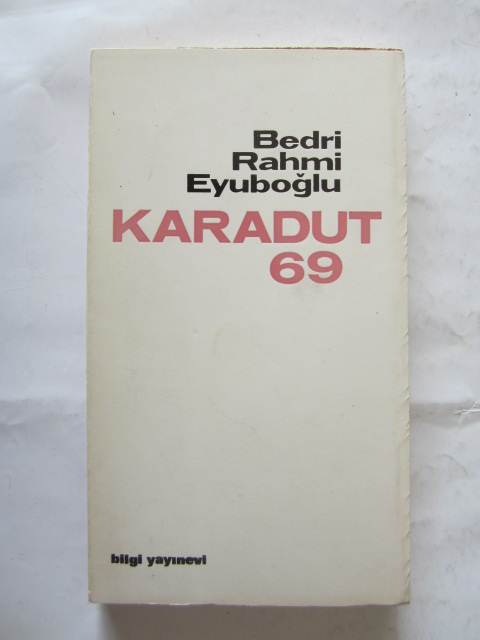 Bedri
Rahmi
Eyuboğlu
KARADUT
69
bilgi yayınevi